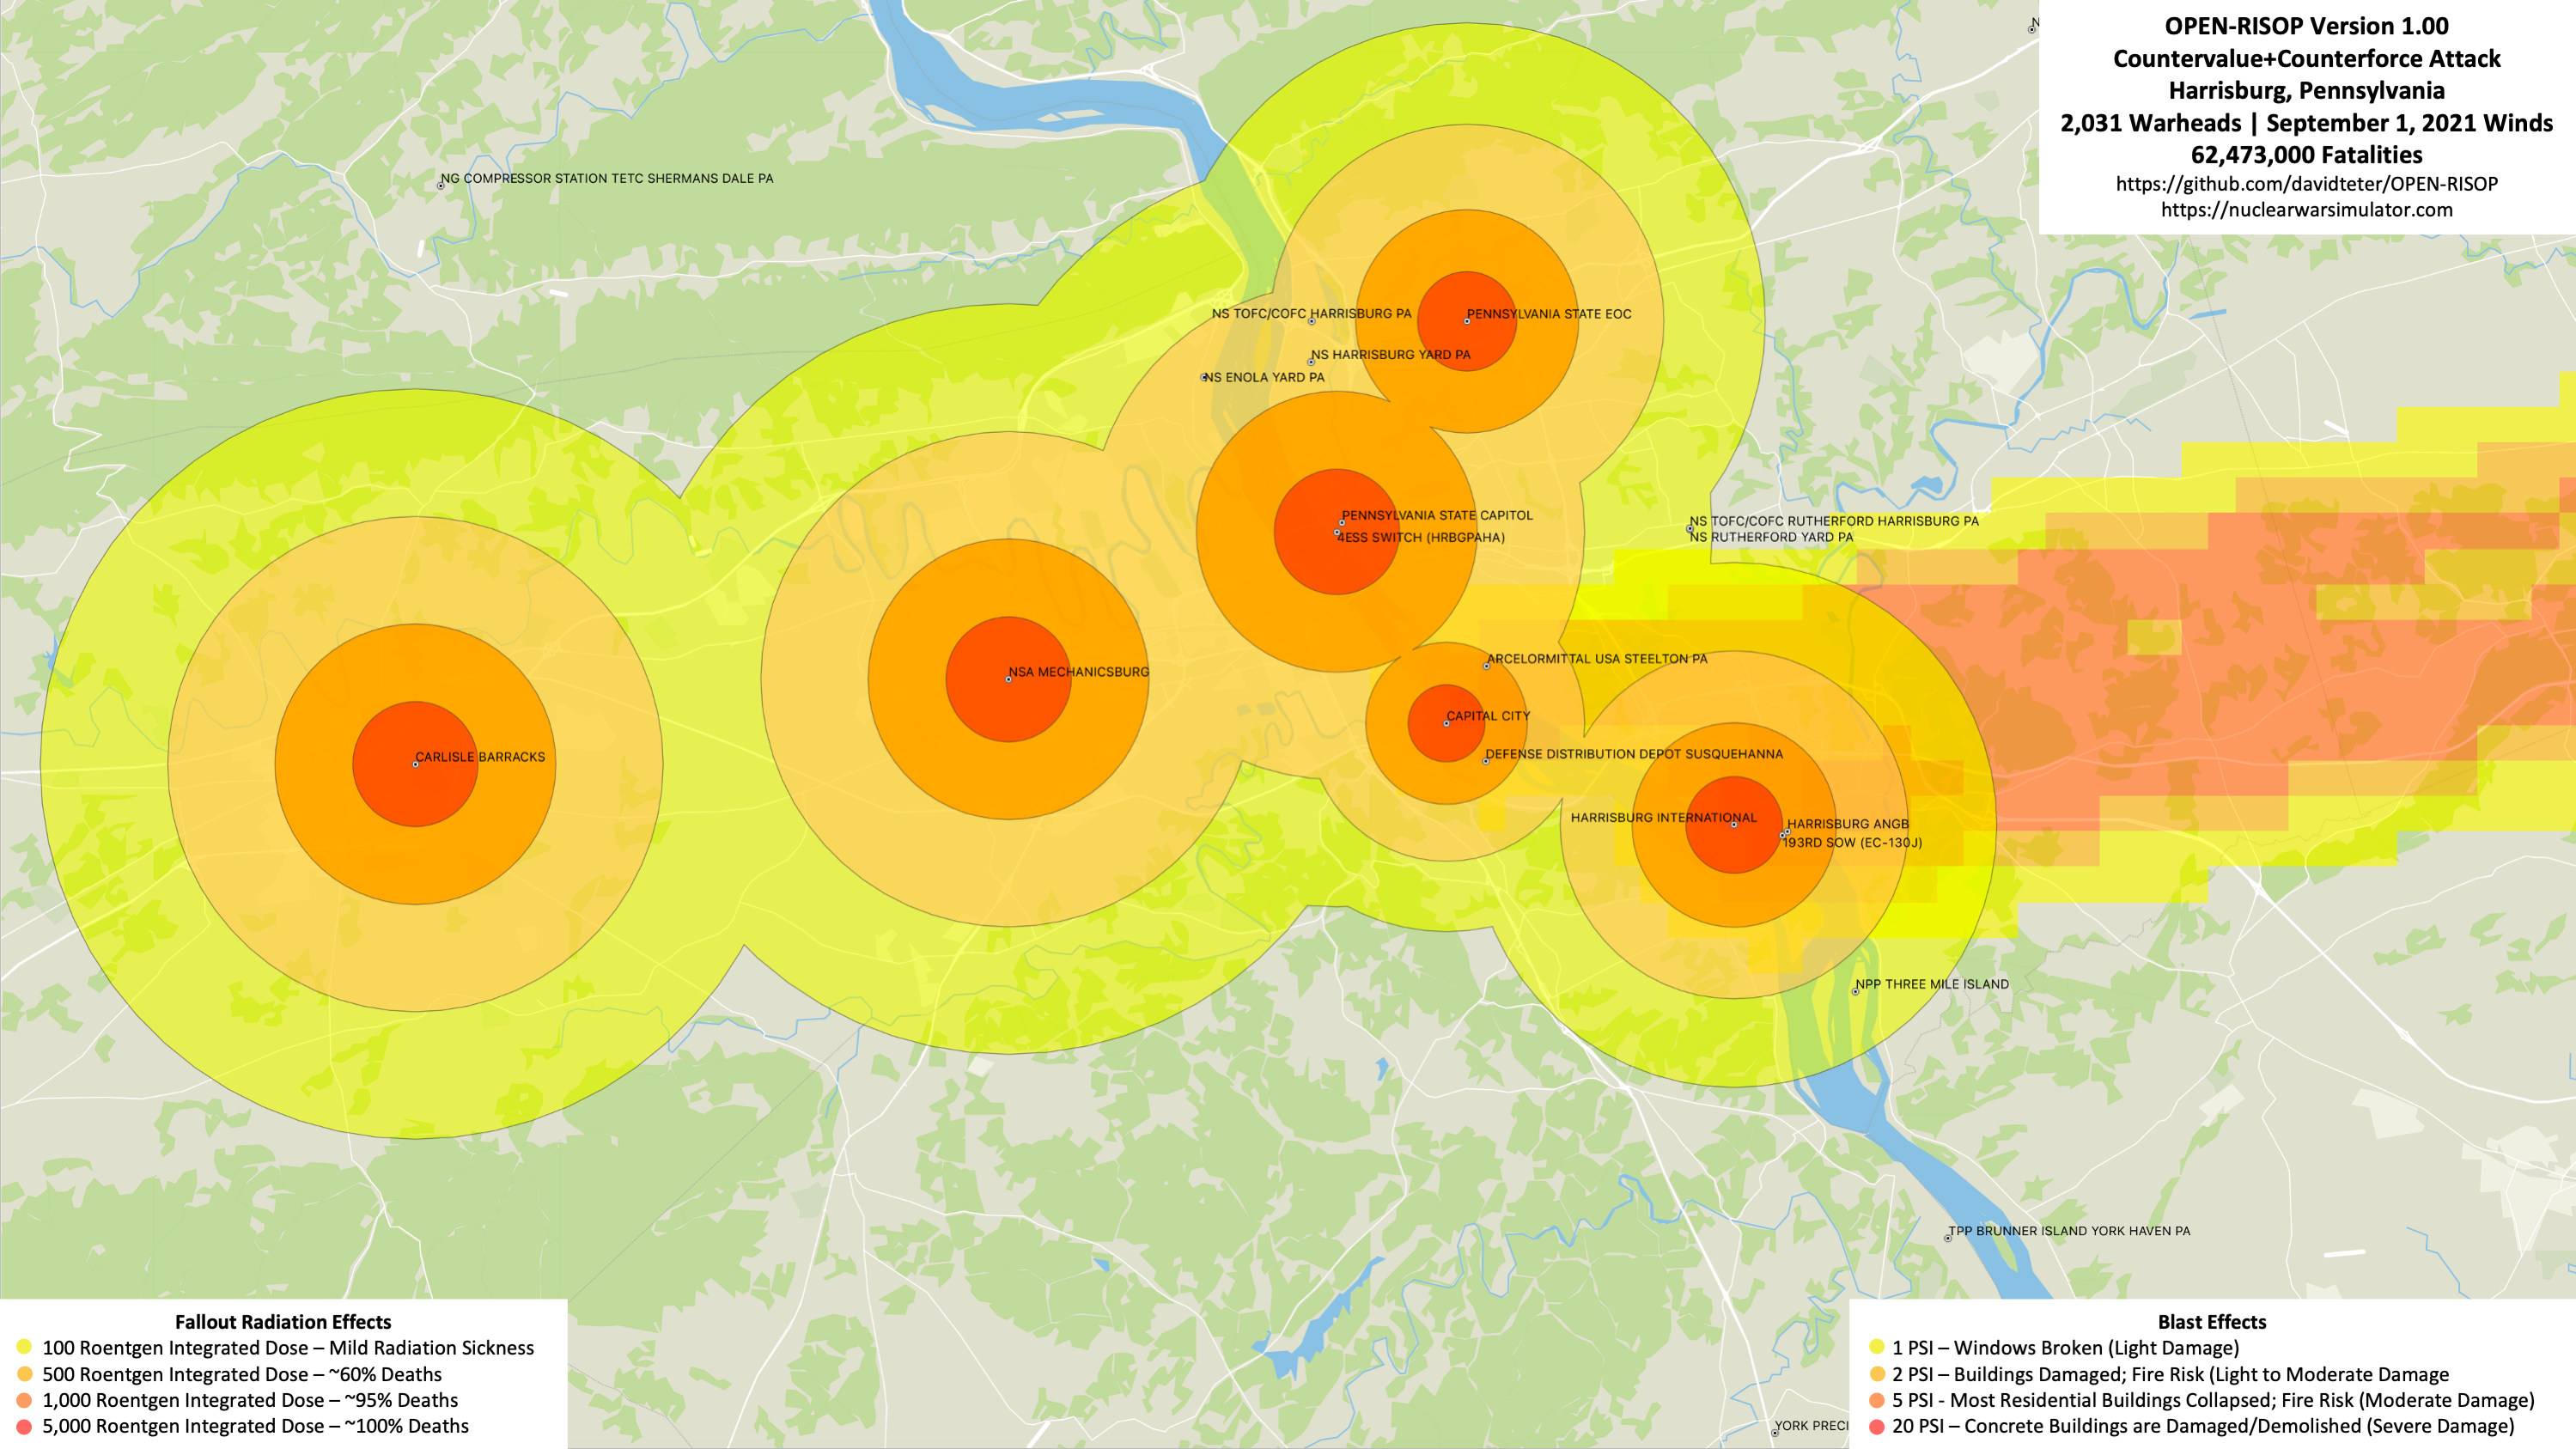 OPEN-RISOP Version 1.00
Countervalue+Counterforce Attack
Harrisburg, Pennsylvania
2,031 Warheads | September 1, 2021 Winds
62,473,000 Fatalities
https://github.com/davidteter/OPEN-RISOP
https://nuclearwarsimulator.com
N
NG COMPRESSOR STATION TETC SHERMANS DALE PA
NS TOFC/COFC HARRISBURG PA
PENNSYLVANIA STATE EOC
NS HARRISBURG YARD PA
NS ENOLA YARD PA
PENNSYLVANIA STATE CAPITOL
4ESS SWITCH (HRBGPAHA)
NS TOFC/COFC RUTHERFORD HARRISBURG PA
NS RUTHERFORD YARD PA
ARCELORMITTAL USA STEELTON PA
NSA MECHANICSBURG
CAPITAL CITY
CARLISLE BARRACKS
DEFENSE DISTRIBUTION DEPOT SUSQUEHANNA
HARRISBURG INTERNATIONAL
HARRISBURG ANGB
193RD SOW (EC-130J)
NPP THREE MILE ISLAND
TPP BRUNNER ISLAND YORK HAVEN PA
YORK PRECI
Fallout Radiation Effects
100 Roentgen Integrated Dose – Mild Radiation Sickness
500 Roentgen Integrated Dose – ~60% Deaths
1,000 Roentgen Integrated Dose – ~95% Deaths
5,000 Roentgen Integrated Dose – ~100% Deaths
Blast Effects
1 PSI – Windows Broken (Light Damage)
2 PSI – Buildings Damaged; Fire Risk (Light to Moderate Damage
5 PSI - Most Residential Buildings Collapsed; Fire Risk (Moderate Damage)
20 PSI – Concrete Buildings are Damaged/Demolished (Severe Damage)